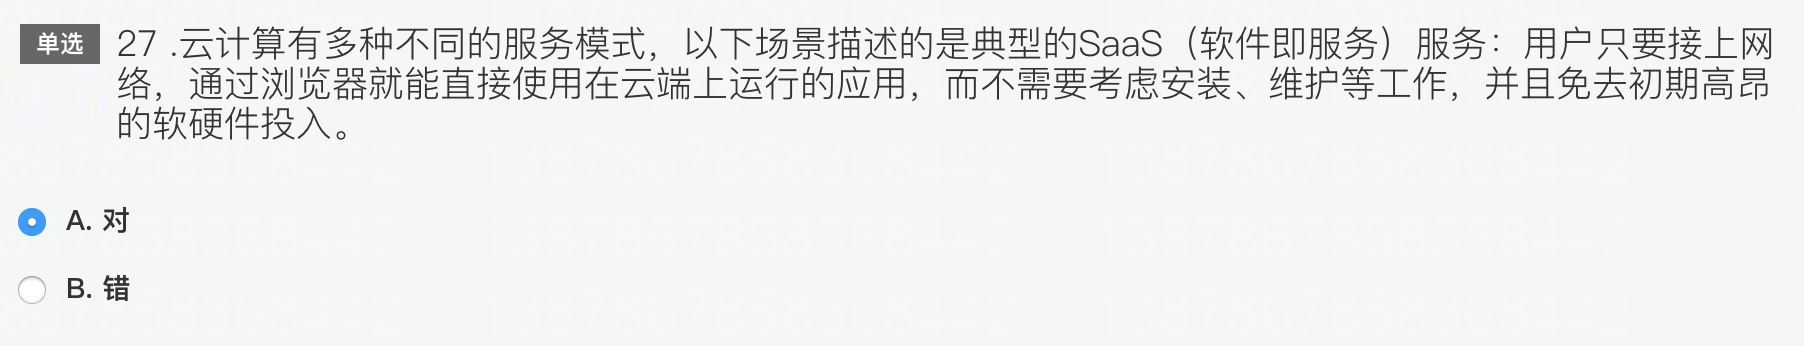 单选 27 .云计算有多种不同的服务模式，以下场景描述的是典型的SaaS（软件即服务）服务：用户只要接上网
络，通过浏览器就能直接使用在云端上运行的应用，而不需要考虑安装、维护等工作，并且免去初期高昂
的软硬件投入。
A. 对
B. 错